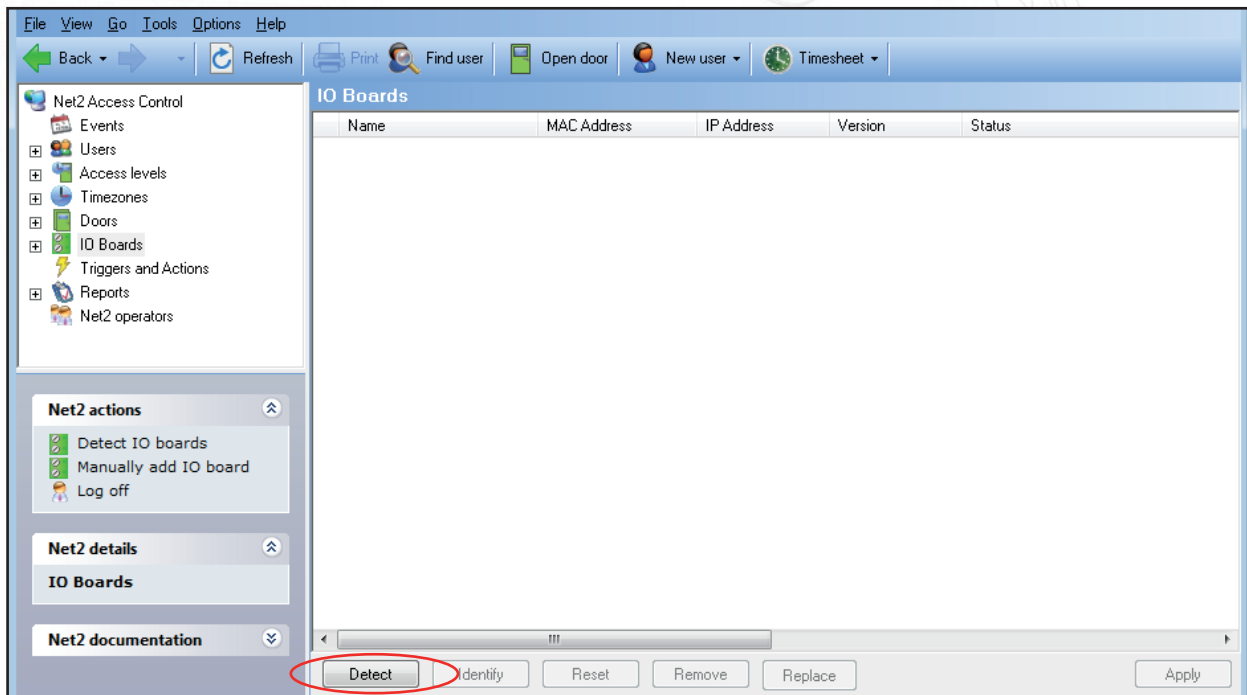 File View Go Tools Options Help
Back Refresh Print Find user Open door New user Timesheet
Net2 Access Control
Events
Users
Access levels
Timezones
Doors
IO Boards
Triggers and Actions
Reports
Net2 operators
Net2 actions
Detect IO boards
Manually add IO board
Log off
Net2 details
IO Boards
Net2 documentation
IO Boards
Name MAC Address IP Address Version Status
Detect Identify Reset Remove Replace Apply